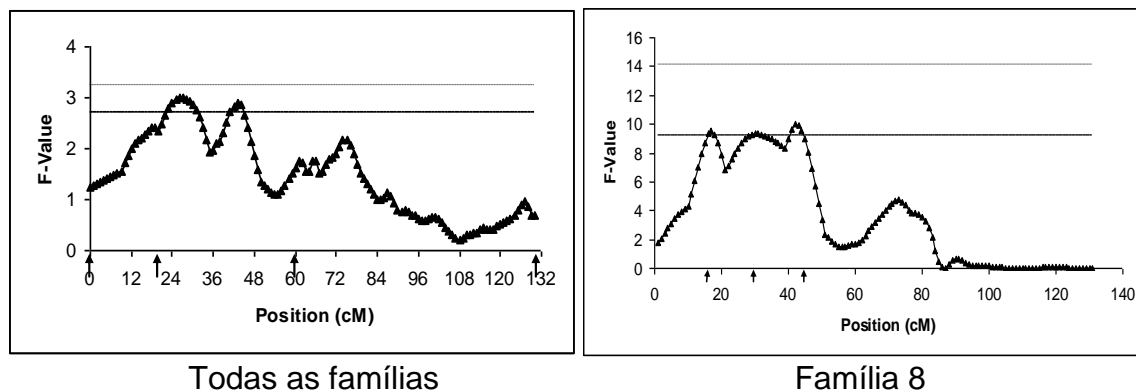 4
3
2
1
0
F-Value
0 12 24 36 48 60 72 84 96 108 120 132
Position (cM)
Todas as famílias
16
14
12
10
8
6
4
2
0
F-Value
0 20 40 60 80 100 120 140
Position (cM)
Família 8